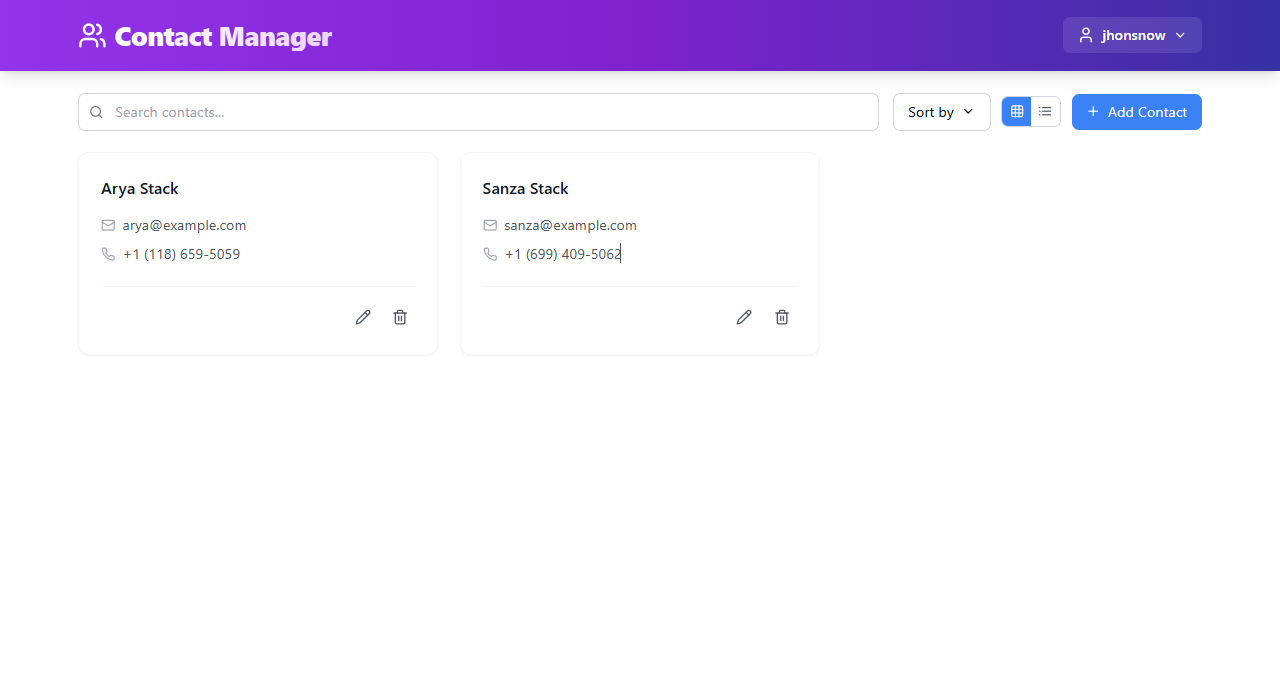 Contact Manager
jhonsnow
Search contacts...
Sort by
Add Contact
Arya Stack
arya@example.com
+1 (118) 659-5059
Sanza Stack
sanza@example.com
+1 (699) 409-5062